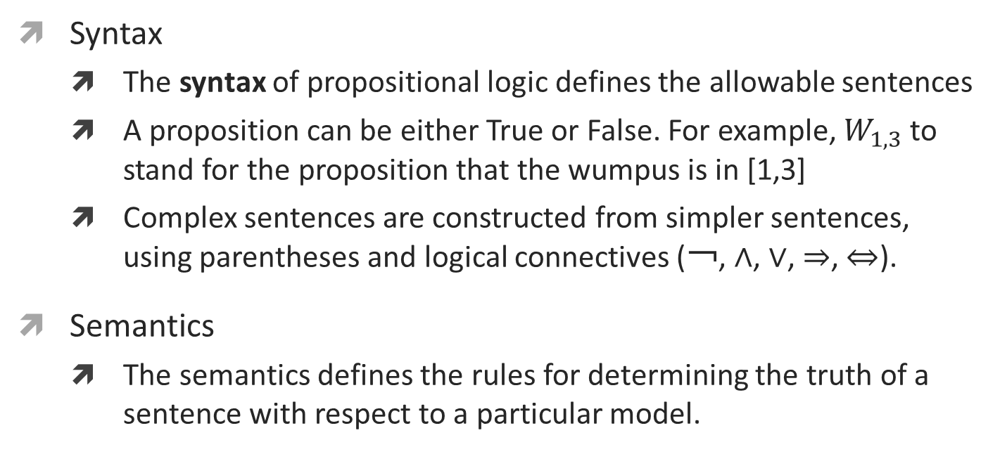 Syntax
The syntax of propositional logic defines the allowable sentences
A proposition can be either True or False. For example, W₁,₃ to
stand for the proposition that the wumpus is in [1,3]
Complex sentences are constructed from simpler sentences,
using parentheses and logical connectives (¬, ∧, ∨, ⇒, ⇔).
Semantics
The semantics defines the rules for determining the truth of a
sentence with respect to a particular model.